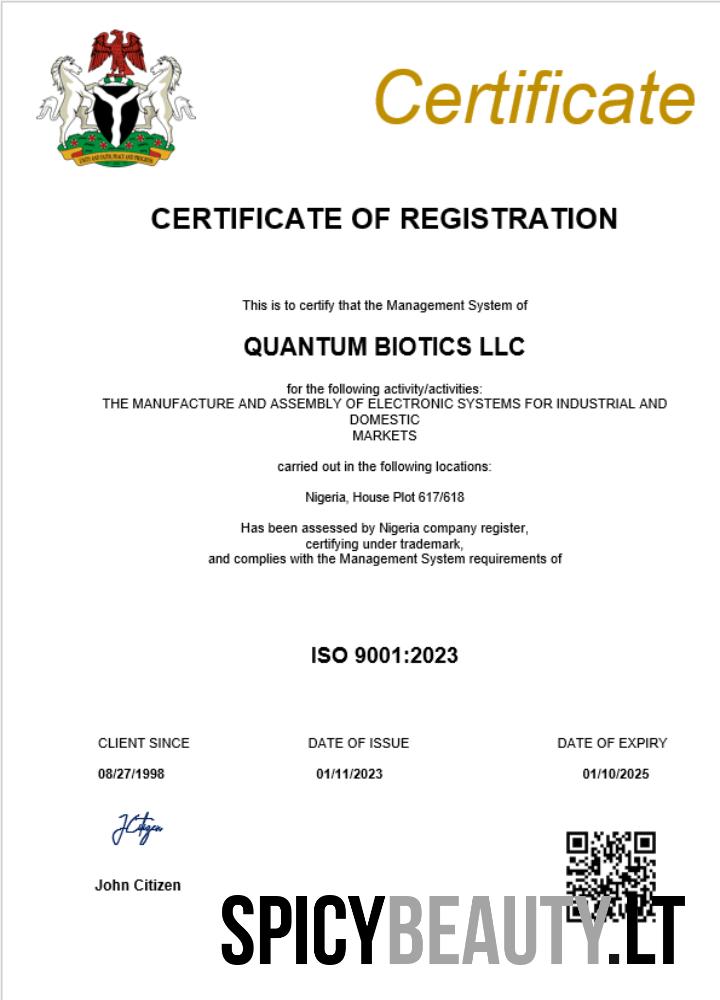 Certificate
UNITY AND FAITH, PEACE AND PROGRESS
CERTIFICATE OF REGISTRATION
This is to certify that the Management System of
QUANTUM BIOTICS LLC
for the following activity/activities:
THE MANUFACTURE AND ASSEMBLY OF ELECTRONIC SYSTEMS FOR INDUSTRIAL AND
DOMESTIC
MARKETS
carried out in the following locations:
Nigeria, House Plot 617/618
Has been assessed by Nigeria company register,
certifying under trademark,
and complies with the Management System requirements of
ISO 9001:2023
CLIENT SINCE DATE OF ISSUE DATE OF EXPIRY
08/27/1998 01/11/2023 01/10/2025
JCitizen
John Citizen
SPICYBEAUTY.LT